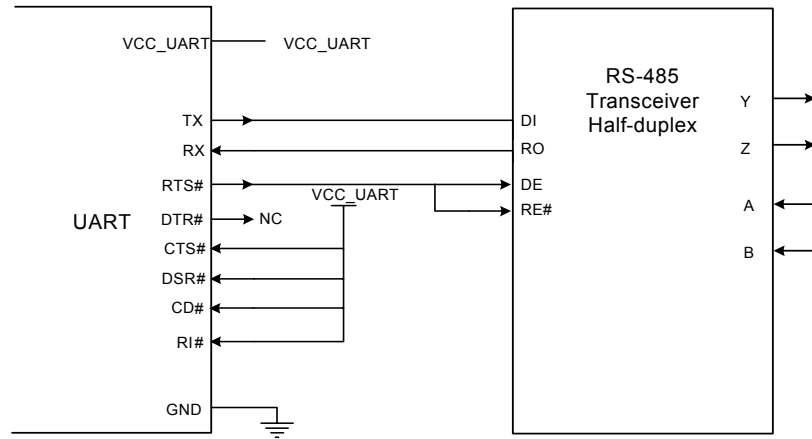 VCC_UART
VCC_UART
TX
RX
RTS#
DTR#
NC
CTS#
DSR#
CD#
RI#
GND
UART
VCC_UART
RS-485
Transceiver
Half-duplex
DI
RO
DE
RE#
Y
Z
A
B